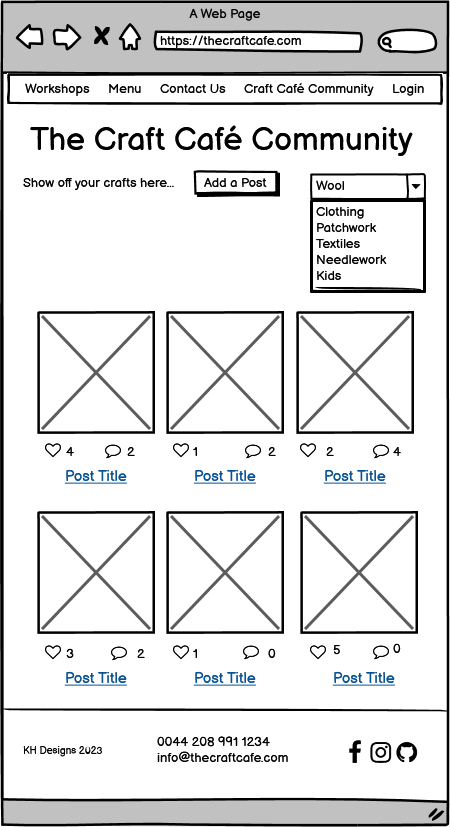 A Web Page
https://thecraftcafe.com
Workshops Menu Contact Us Craft Café Community Login
The Craft Café Community
Show off your crafts here... Add a Post Wool
Clothing
Patchwork
Textiles
Needlework
Kids
4 2 1 2 2 4
Post Title Post Title Post Title
3 2 1 0 5 0
Post Title Post Title Post Title
KH Designs 2023
0044 208 991 1234
info@thecraftcafe.com